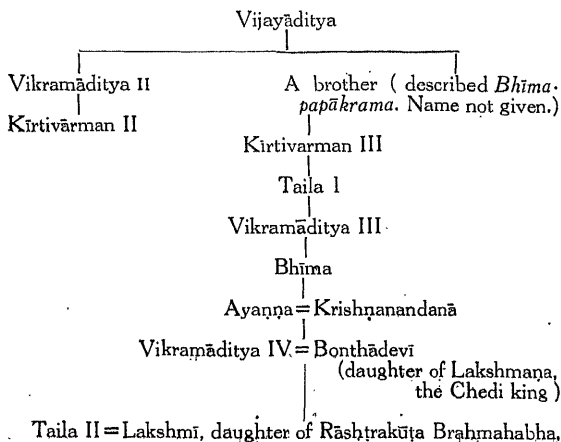 Vijayāditya
Vikramāditya II
A brother ( described Bhīma-
papākrama. Name not given.)
Kīrtivārman II
Kīrtivarman III
Taila I
Vikramāditya III
Bhīma
Ayaṇṇa = Krishṇanandanā
Vikramāditya IV. = Bonthādevī
(daughter of Lakshmaṇa,
the Chedi king )
Taila II = Lakshmī, daughter of Rāshṭrakūṭa Brahmahabha,